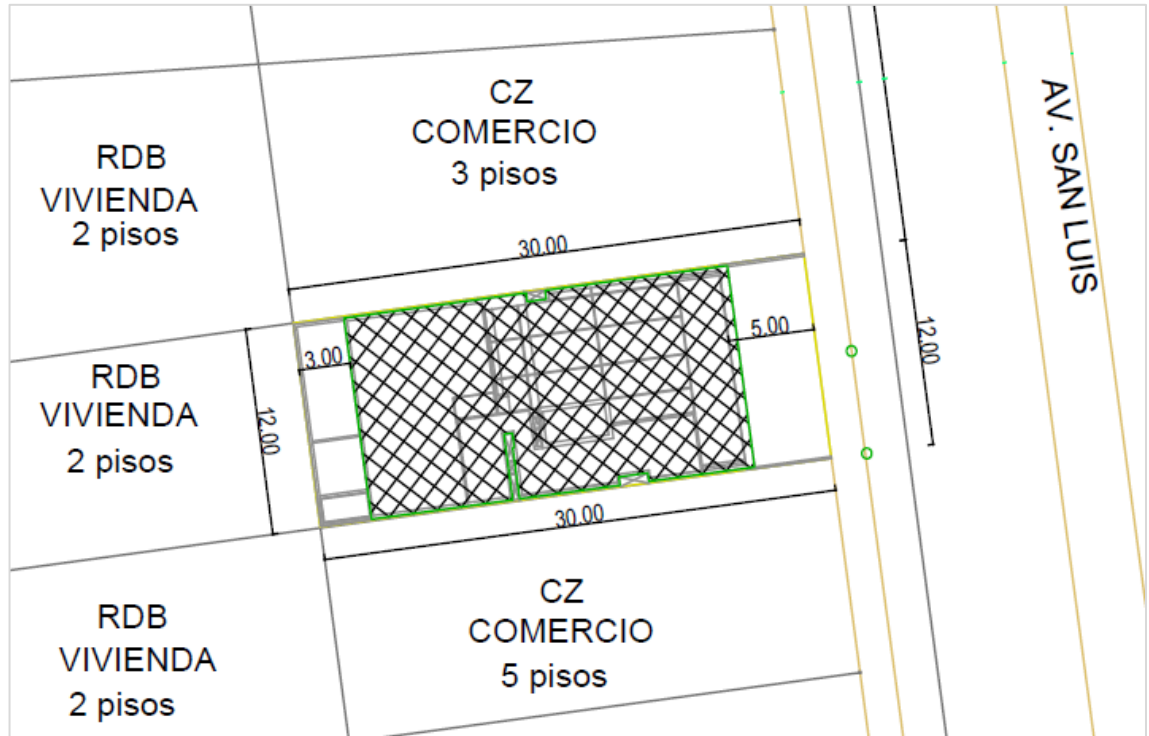 CZ
COMERCIO
3 pisos
RDB
VIVIENDA
2 pisos
AV. SAN LUIS
30.00
3.00
5.00
12.00
RDB
VIVIENDA
2 pisos
12.00
30.00
CZ
COMERCIO
5 pisos
RDB
VIVIENDA
2 pisos